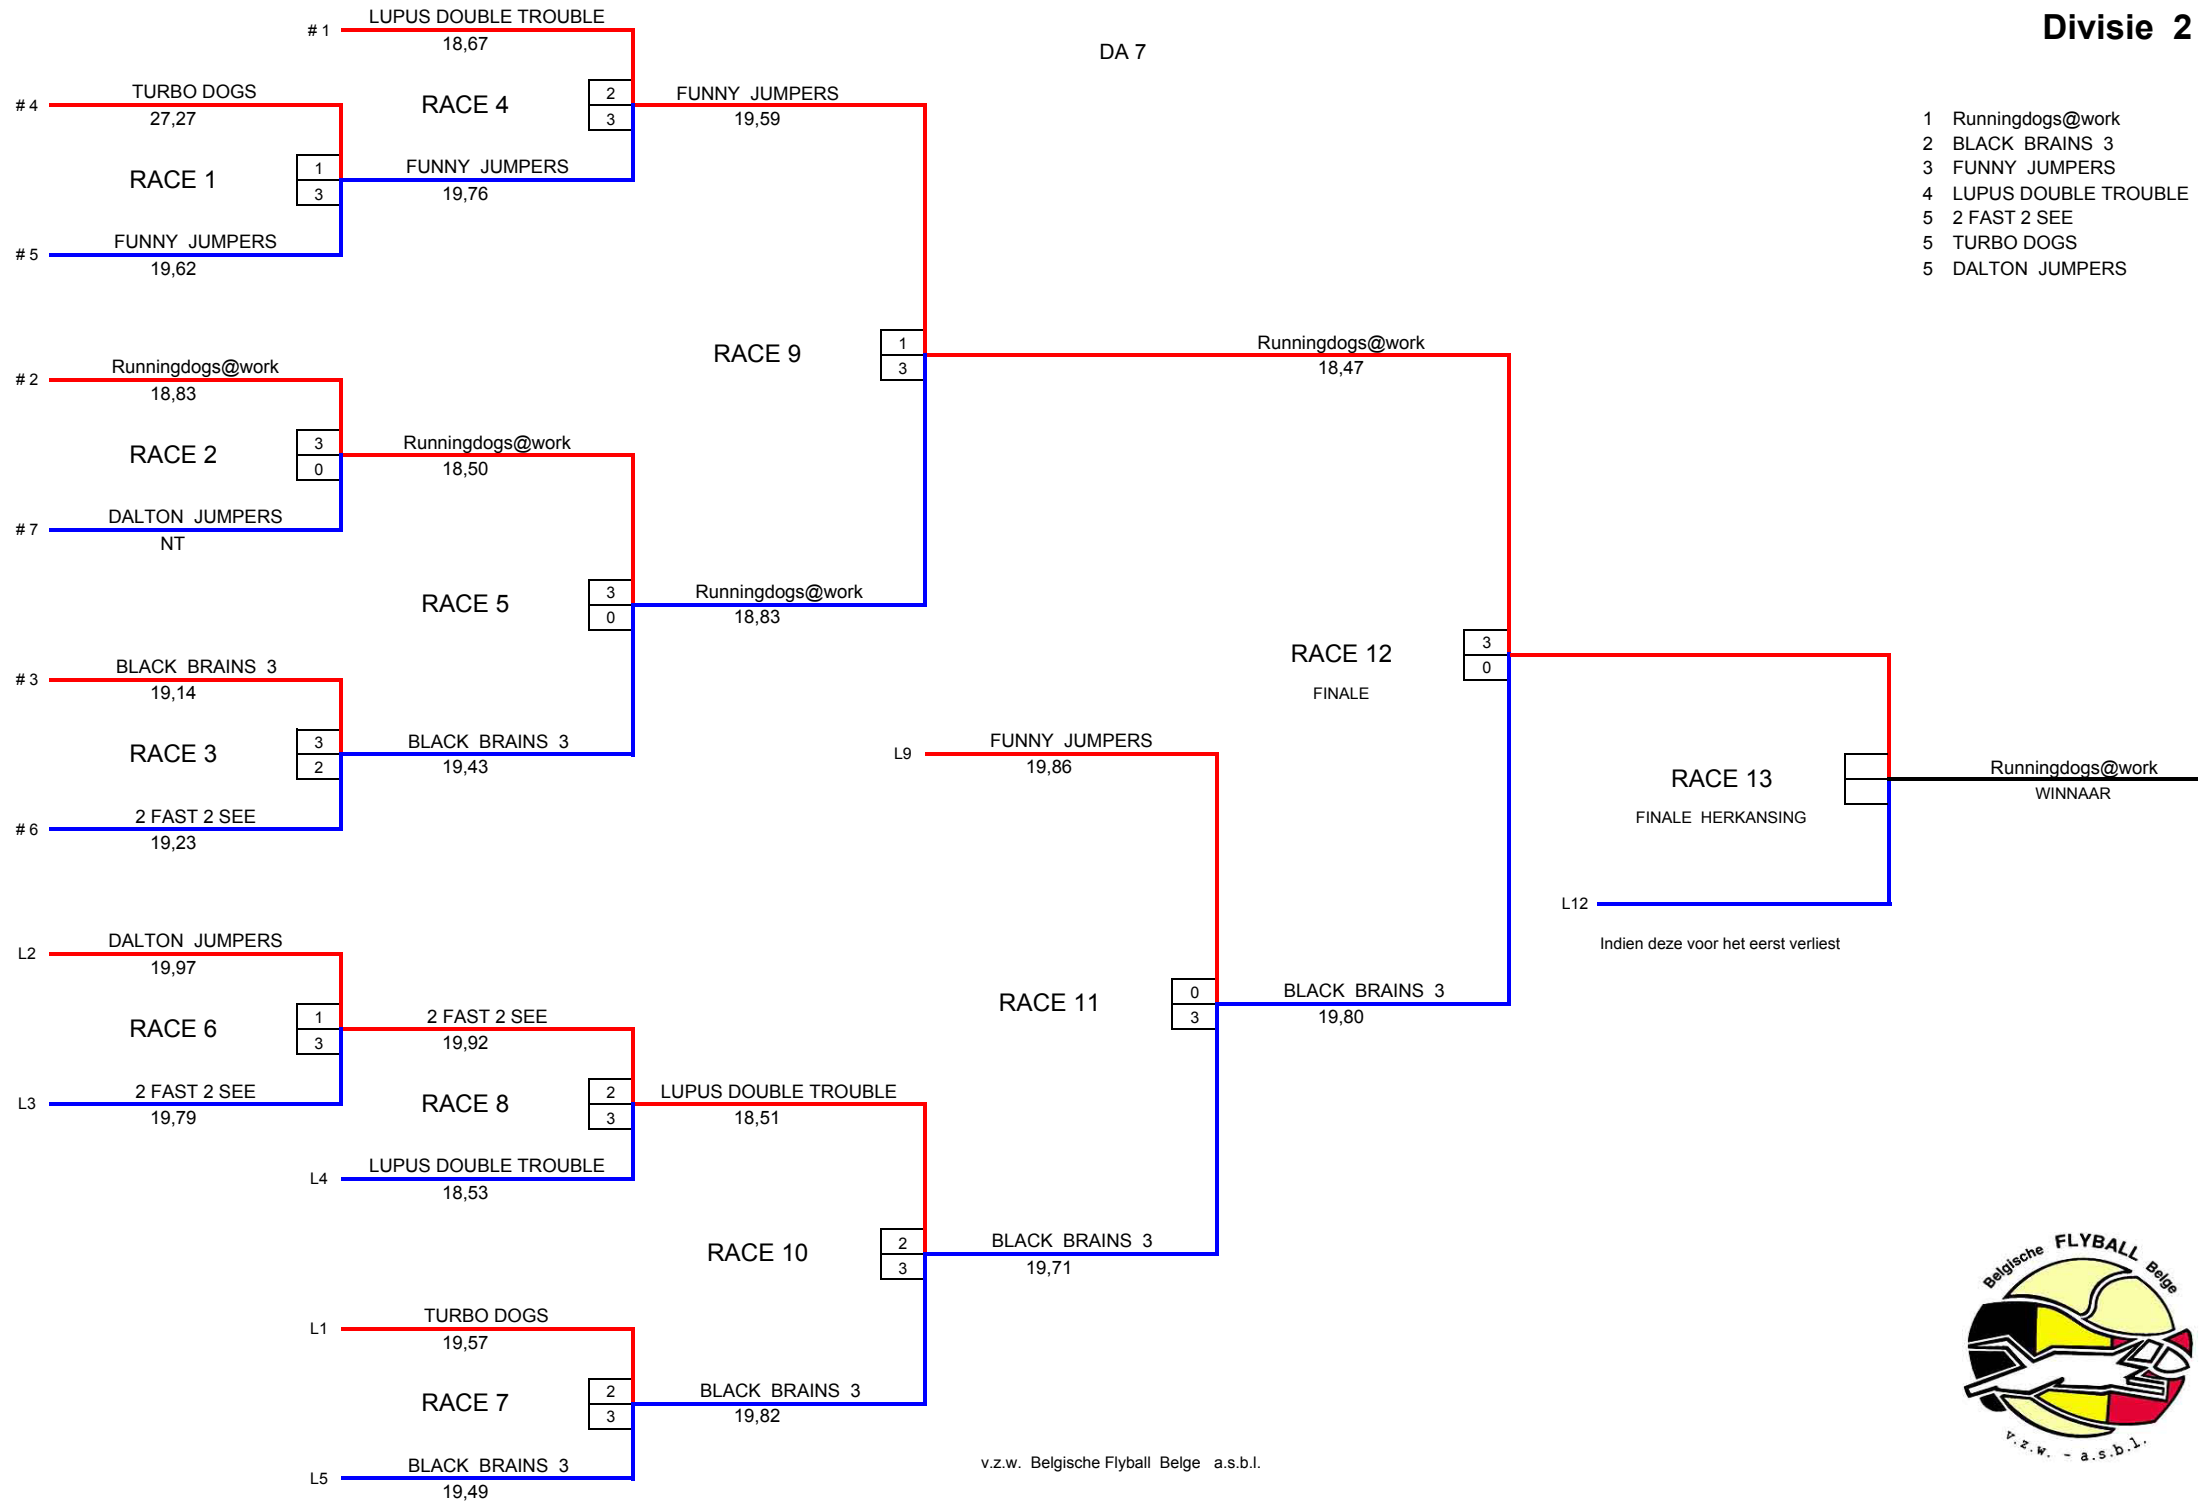 Divisie 2
DA 7
1 Runningdogs@work
2 BLACK BRAINS 3
3 FUNNY JUMPERS
4 LUPUS DOUBLE TROUBLE
5 2 FAST 2 SEE
5 TURBO DOGS
5 DALTON JUMPERS
# 1
LUPUS DOUBLE TROUBLE
18,67
# 4
TURBO DOGS
27,27
RACE 1
1
3
# 5
FUNNY JUMPERS
19,62
RACE 4
2
3
FUNNY JUMPERS
19,76
FUNNY JUMPERS
19,59
# 2
Runningdogs@work
18,83
RACE 2
3
0
# 7
DALTON JUMPERS
NT
Runningdogs@work
18,50
RACE 5
3
0
Runningdogs@work
18,83
# 3
BLACK BRAINS 3
19,14
RACE 3
3
2
# 6
2 FAST 2 SEE
19,23
BLACK BRAINS 3
19,43
RACE 9
1
3
Runningdogs@work
18,47
RACE 12
FINALE
3
0
L9
FUNNY JUMPERS
19,86
RACE 13
FINALE HERKANSING
Runningdogs@work
WINNAAR
L12
Indien deze voor het eerst verliest
L2
DALTON JUMPERS
19,97
RACE 6
1
3
L3
2 FAST 2 SEE
19,79
2 FAST 2 SEE
19,92
RACE 8
2
3
L4
LUPUS DOUBLE TROUBLE
18,53
LUPUS DOUBLE TROUBLE
18,51
RACE 11
0
3
BLACK BRAINS 3
19,80
RACE 10
2
3
BLACK BRAINS 3
19,71
L1
TURBO DOGS
19,57
RACE 7
2
3
L5
BLACK BRAINS 3
19,49
BLACK BRAINS 3
19,82
v.z.w. Belgische Flyball Belge a.s.b.l.
Belgische FLYBALL Belge
v.z.w. - a.s.b.l.